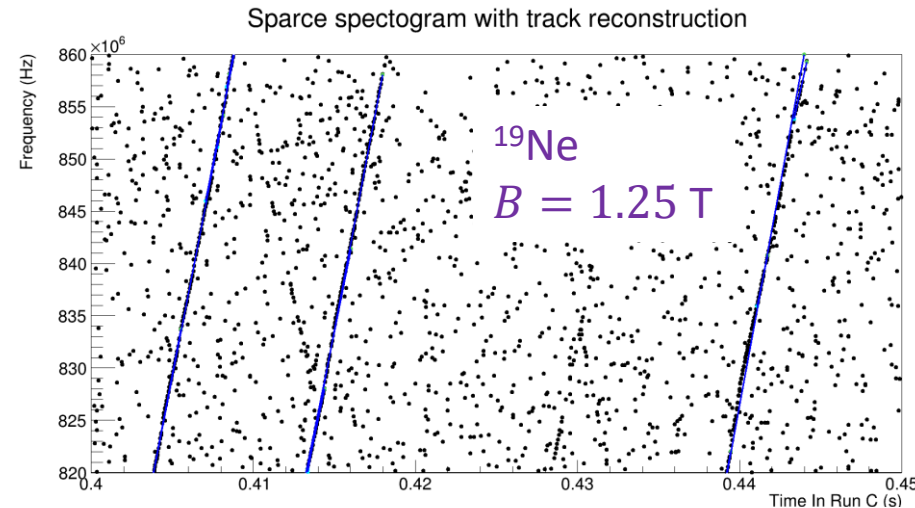 Sparce spectogram with track reconstruction
×10⁶
Frequency (Hz)
860
855
850
845
840
835
830
825
820
¹⁹Ne
B = 1.25 T
0.4 0.41 0.42 0.43 0.44 0.45
Time In Run C (s)